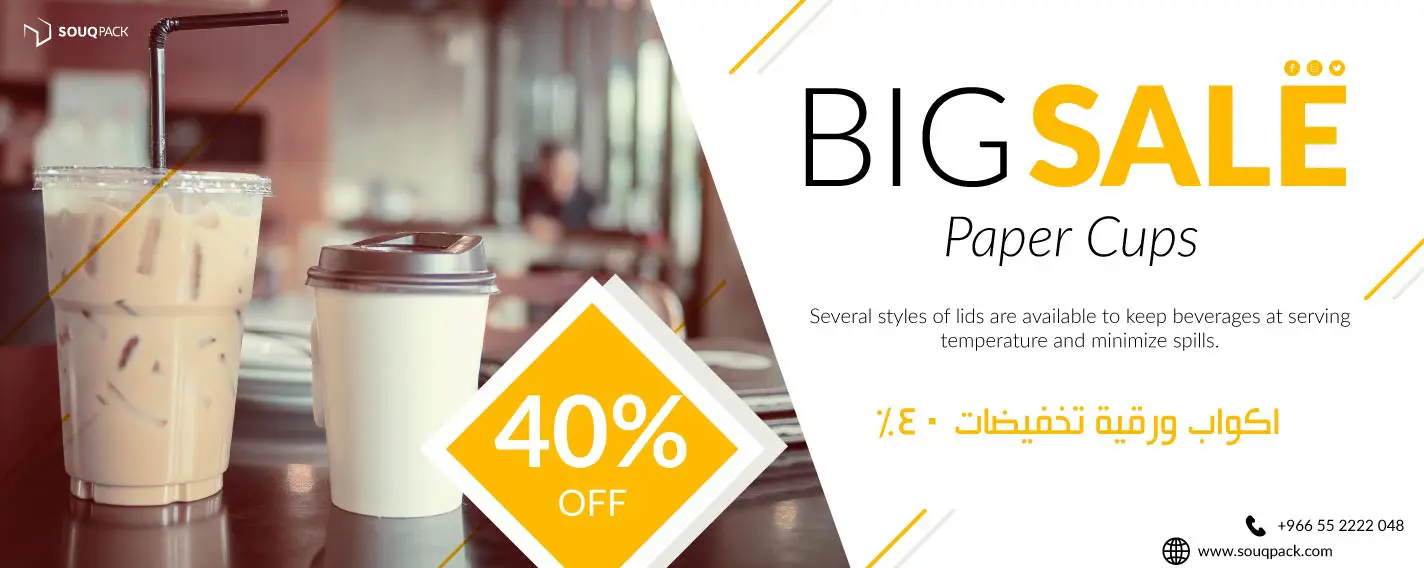 SOUQPACK
BIG SALE
Paper Cups
Several styles of lids are available to keep beverages at serving
temperature and minimize spills.
اكواب ورقية تخفيضات ٤٠٪
40%
OFF
+966 55 2222 048
www.souqpack.com